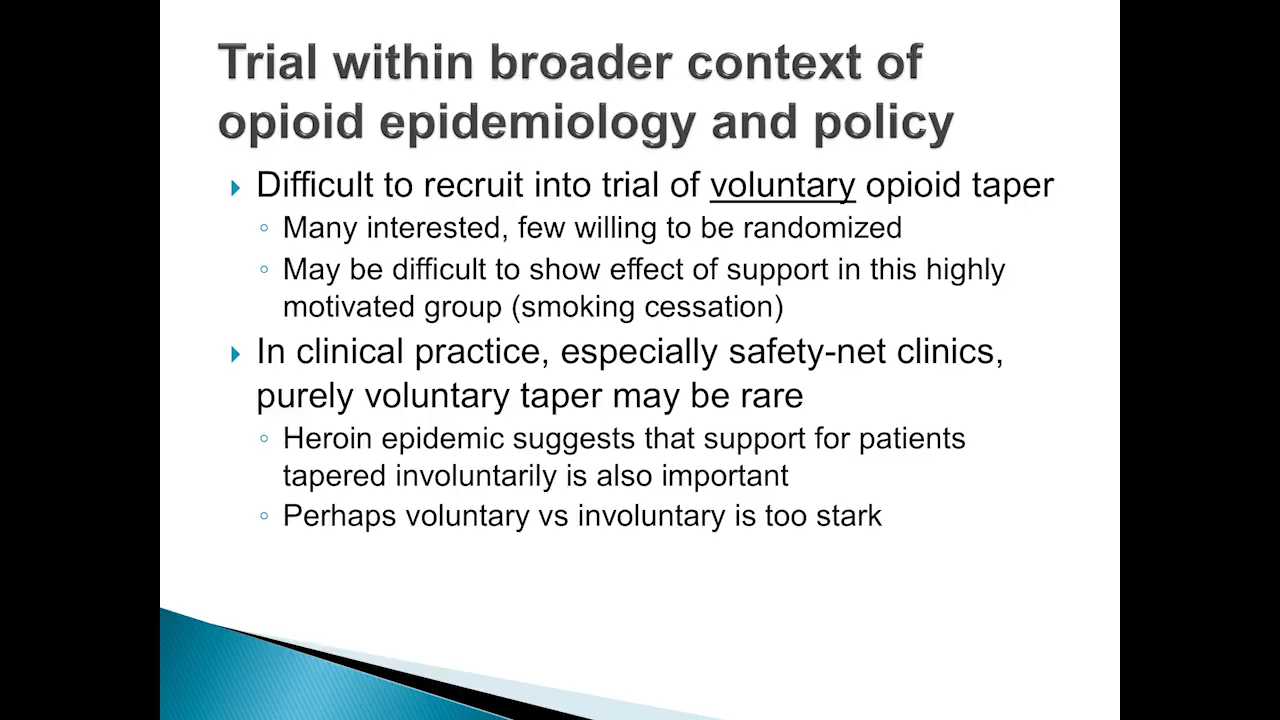 Trial within broader context of
opioid epidemiology and policy
Difficult to recruit into trial of voluntary opioid taper
Many interested, few willing to be randomized
May be difficult to show effect of support in this highly
motivated group (smoking cessation)
In clinical practice, especially safety-net clinics,
purely voluntary taper may be rare
Heroin epidemic suggests that support for patients
tapered involuntarily is also important
Perhaps voluntary vs involuntary is too stark